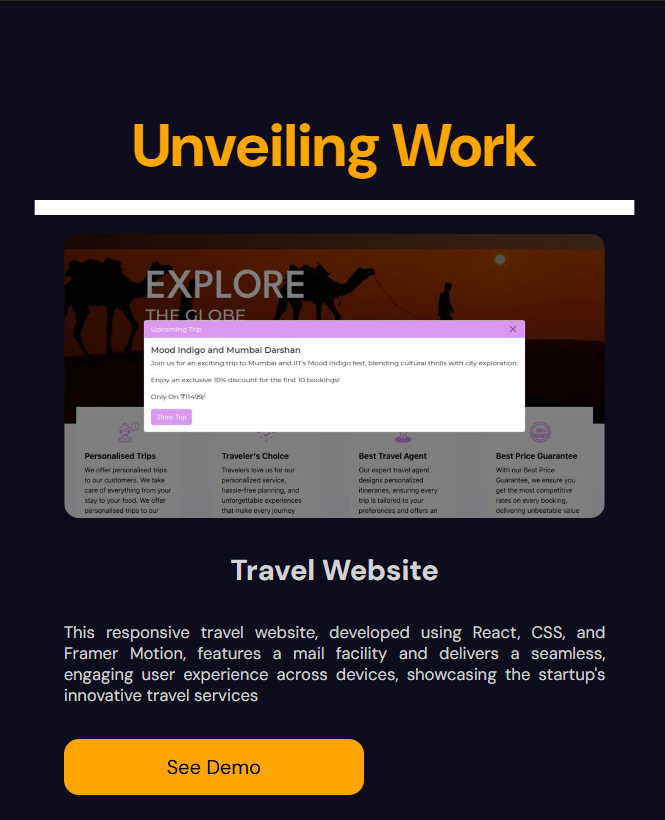 Unveiling Work
EXPLORE
THE GLOBE
Upcoming Trip
Mood Indigo and Mumbai Darshan
Join us for an exciting trip to Mumbai and IIT's Mood Indigo fest, blending cultural thrills with city exploration.
Enjoy an exclusive 10% discount for the first 10 bookings!
Only On ₹11499/-
Show Trip
Personalised Trips
We offer personalised trips
to our customers. We take
care of everything from your
stay to your food. We offer
personalised trips to our
Traveler's Choice
Travelers love us for our
personalized service,
hassle-free planning, and
unforgettable experiences
that make every journey
Best Travel Agent
Our expert travel agent
designs personalized
itineraries, ensuring every
trip is tailored to your
preferences and offers an
Best Price Guarantee
With our Best Price
Guarantee, we ensure you
get the most competitive
rates on every booking,
delivering unbeatable value
Travel Website
This responsive travel website, developed using React, CSS, and
Framer Motion, features a mail facility and delivers a seamless,
engaging user experience across devices, showcasing the startup's
innovative travel services
See Demo